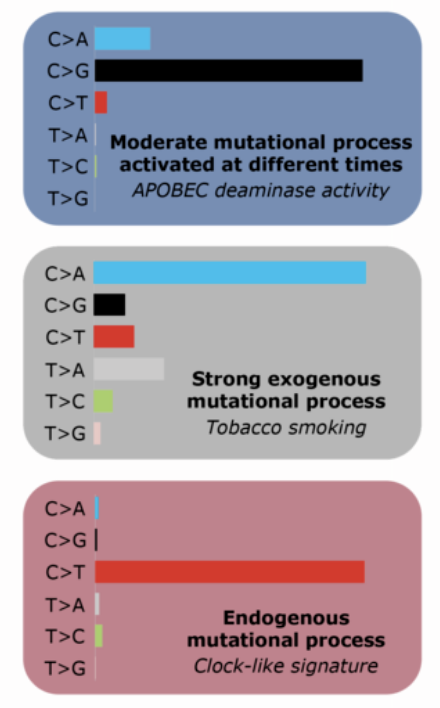 C>A
C>G
C>T
T>A
T>C
T>G
Moderate mutational process
activated at different times
APOBEC deaminase activity
C>A
C>G
C>T
T>A
T>C
T>G
Strong exogenous
mutational process
Tobacco smoking
C>A
C>G
C>T
T>A
T>C
T>G
Endogenous
mutational process
Clock-like signature